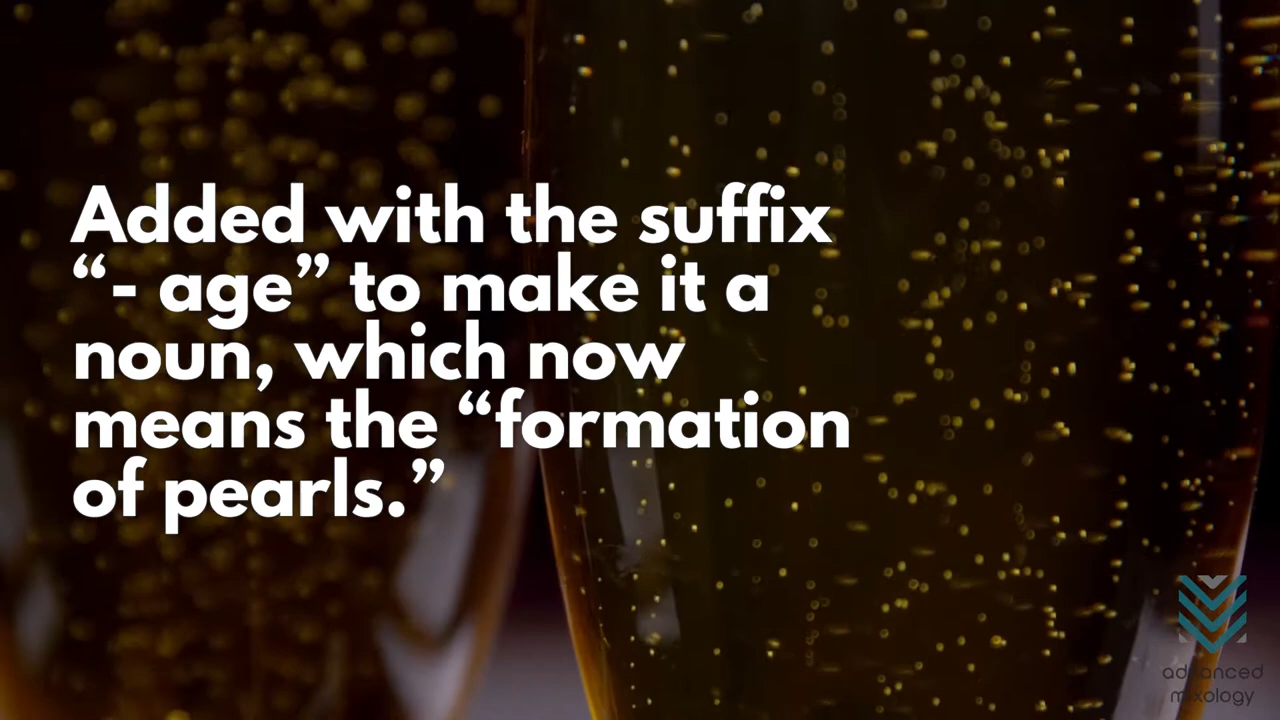 Added with the suffix
“- age” to make it a
noun, which now
means the “formation
of pearls.”
advanced
mixology